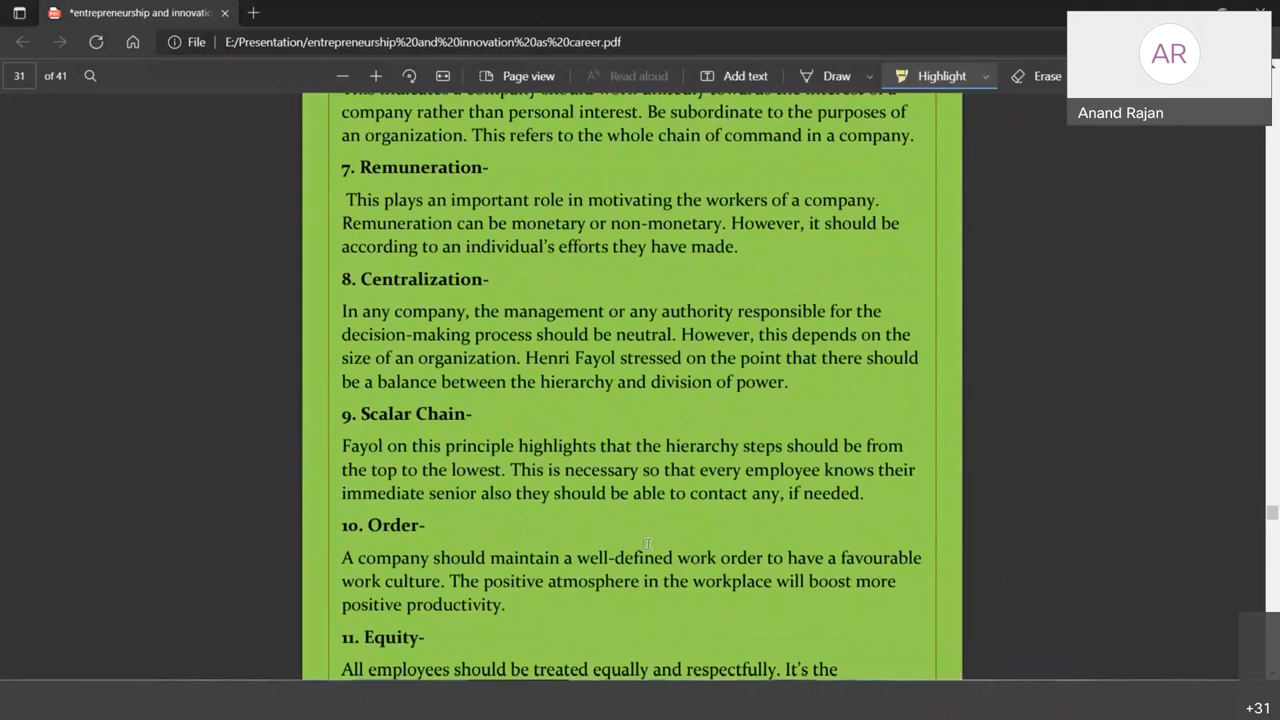 *entrepreneurship and innovatio
File E:/Presentation/entrepreneurship%20and%20innovation%20as%20career.pdf
31 of 41 Page view Read aloud Add text Draw Highlight Erase
AR
Anand Rajan
company rather than personal interest. Be subordinate to the purposes of
an organization. This refers to the whole chain of command in a company.
7. Remuneration-
This plays an important role in motivating the workers of a company.
Remuneration can be monetary or non-monetary. However, it should be
according to an individual's efforts they have made.
8. Centralization-
In any company, the management or any authority responsible for the
decision-making process should be neutral. However, this depends on the
size of an organization. Henri Fayol stressed on the point that there should
be a balance between the hierarchy and division of power.
9. Scalar Chain-
Fayol on this principle highlights that the hierarchy steps should be from
the top to the lowest. This is necessary so that every employee knows their
immediate senior also they should be able to contact any, if needed.
10. Order-
A company should maintain a well-defined work order to have a favourable
work culture. The positive atmosphere in the workplace will boost more
positive productivity.
11. Equity-
All employees should be treated equally and respectfully. It's the
+31